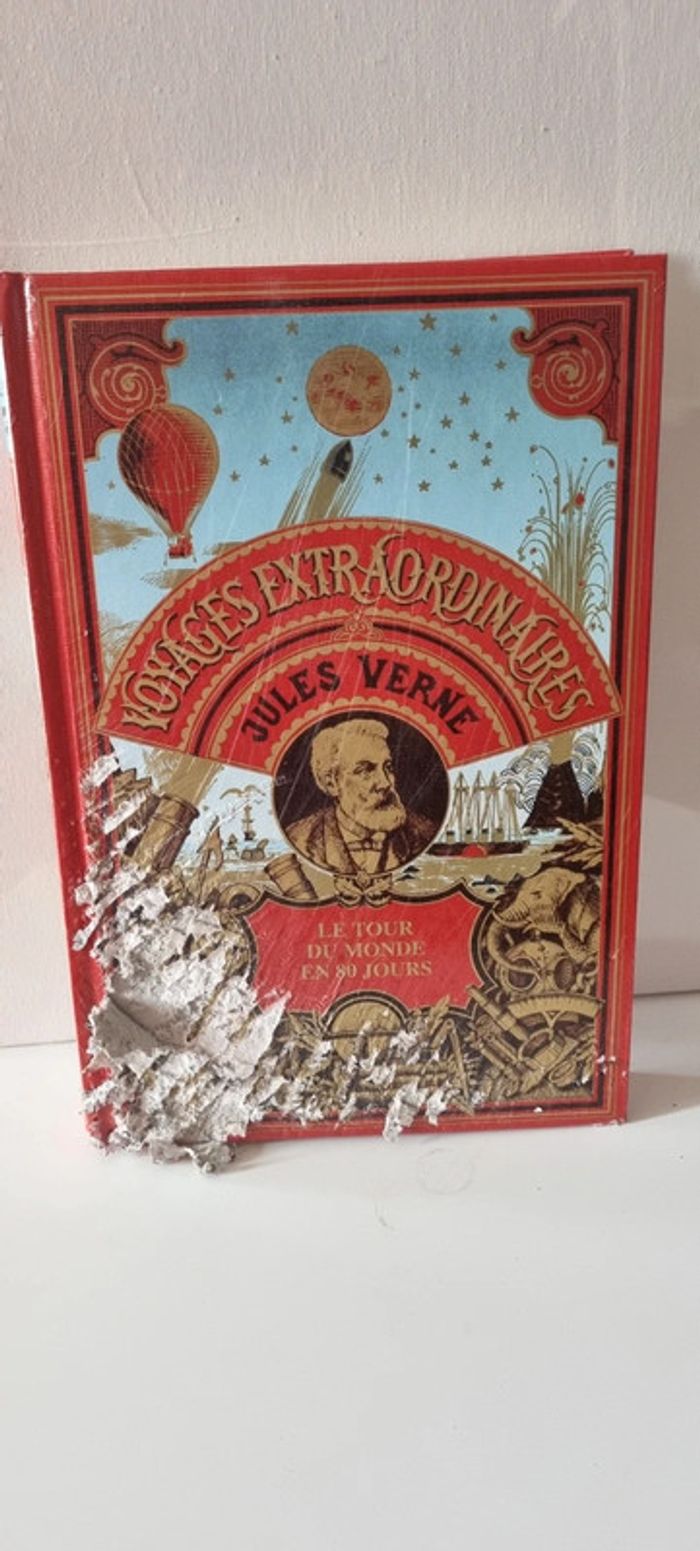 VOYAGES EXTRAORDINAIRES
JULES VERNE
LE TOUR
DU MONDE
EN 80 JOURS